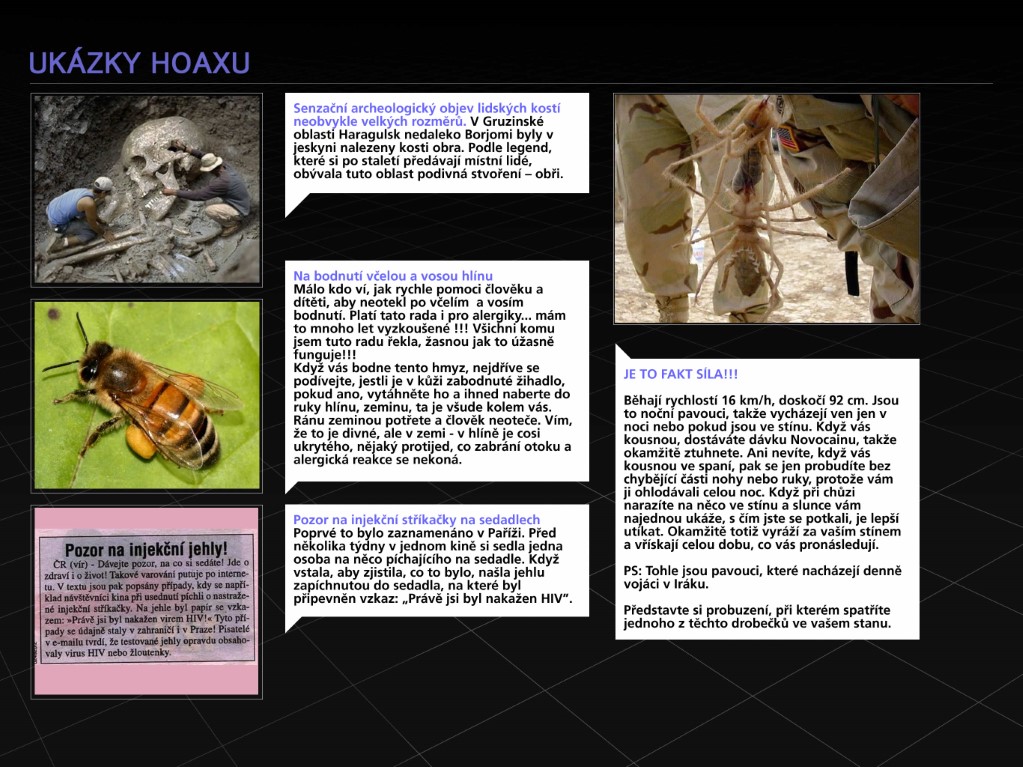 UKÁZKY HOAXU
Senzační archeologický objev lidských kostí
neobvykle velkých rozměrů. V Gruzinské
oblasti Haragulsk nedaleko Borjomi byly v
jeskyni nalezeny kosti obra. Podle legend,
které si po staletí předávají místní lidé,
obývala tuto oblast podivná stvoření – obři.
Na bodnutí včelou a vosou hlínu
Málo kdo ví, jak rychle pomoci člověku a
dítěti, aby neotekl po včelím a vosím
bodnutí. Platí tato rada i pro alergiky... mám
to mnoho let vyzkoušené !!! Všichni komu
jsem tuto radu řekla, žasnou jak to úžasně
funguje!!!
Když vás bodne tento hmyz, nejdříve se
podívejte, jestli je v kůži zabodnuté žihadlo,
pokud ano, vytáhněte ho a ihned naberte do
ruky hlínu, zeminu, ta je všude kolem vás.
Ránu zeminou potřete a člověk neoteče. Vím,
že to je divné, ale v zemi - v hlíně je cosi
ukrytého, nějaký protijed, co zabrání otoku a
alergická reakce se nekoná.
Pozor na injekční jehly!
ČR (vír) - Dávejte pozor, na co si sedáte! Jde o
zdraví i o život! Takové varování putuje po interne-
tu. V textu jsou pak popsány případy, kdy se napří-
klad návštěvníci kina při usednutí píchli o nastraže-
né injekční stříkačky. Na jehle byl papír se vzka-
zem: »Právě jsi byl nakažen virem HIV!« Tyto pří-
pady se údajně staly v zahraničí i v Praze! Pisatelé
v e-mailu tvrdí, že testované jehly opravdu obsaho-
valy virus HIV nebo žloutenky.
Pozor na injekční stříkačky na sedadlech
Poprvé to bylo zaznamenáno v Paříži. Před
několika týdny v jednom kině si sedla jedna
osoba na něco píchajícího na sedadle. Když
vstala, aby zjistila, co to bylo, našla jehlu
zapíchnutou do sedadla, na které byl
připevněn vzkaz: „Právě jsi byl nakažen HIV“.
JE TO FAKT SÍLA!!!
Běhají rychlostí 16 km/h, doskočí 92 cm. Jsou
to noční pavouci, takže vycházejí ven jen v
noci nebo pokud jsou ve stínu. Když vás
kousnou, dostáváte dávku Novocainu, takže
okamžitě ztuhnete. Ani nevíte, když vás
kousnou ve spaní, pak se jen probudíte bez
chybějící části nohy nebo ruky, protože vám
ji ohlodávali celou noc. Když při chůzi
narazíte na něco ve stínu a slunce vám
najednou ukáže, s čím jste se potkali, je lepší
utíkat. Okamžitě totiž vyráží za vaším stínem
a vřískají celou dobu, co vás pronásledují.
PS: Tohle jsou pavouci, které nacházejí denně
vojáci v Iráku.
Představte si probuzení, při kterém spatříte
jednoho z těchto drobečků ve vašem stanu.